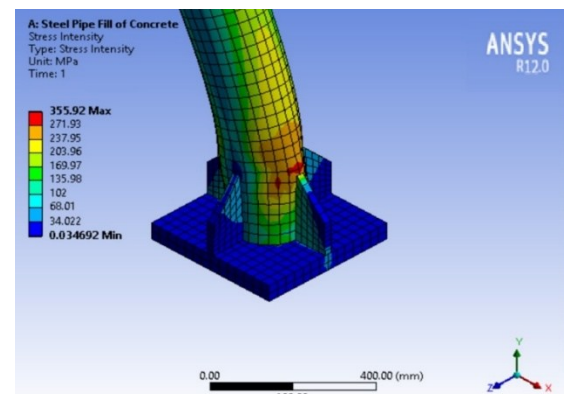 A: Steel Pipe Fill of Concrete
Stress Intensity
Type: Stress Intensity
Unit: MPa
Time: 1
ANSYS
R12.0
355.92 Max
271.93
237.95
203.96
169.97
135.98
102
68.01
34.022
0.034692 Min
0.00
400.00 (mm)
Y
Z
X